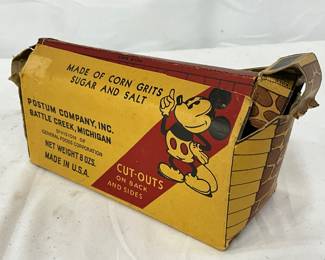 MADE OF CORN GRITS
SUGAR AND SALT
POSTUM COMPANY, INC.
BATTLE CREEK, MICHIGAN
DIVISION OF
GENERAL FOODS CORPORATION
NET WEIGHT 8 OZS.
MADE IN U.S.A.
CUT-OUTS
ON BACK
AND SIDES